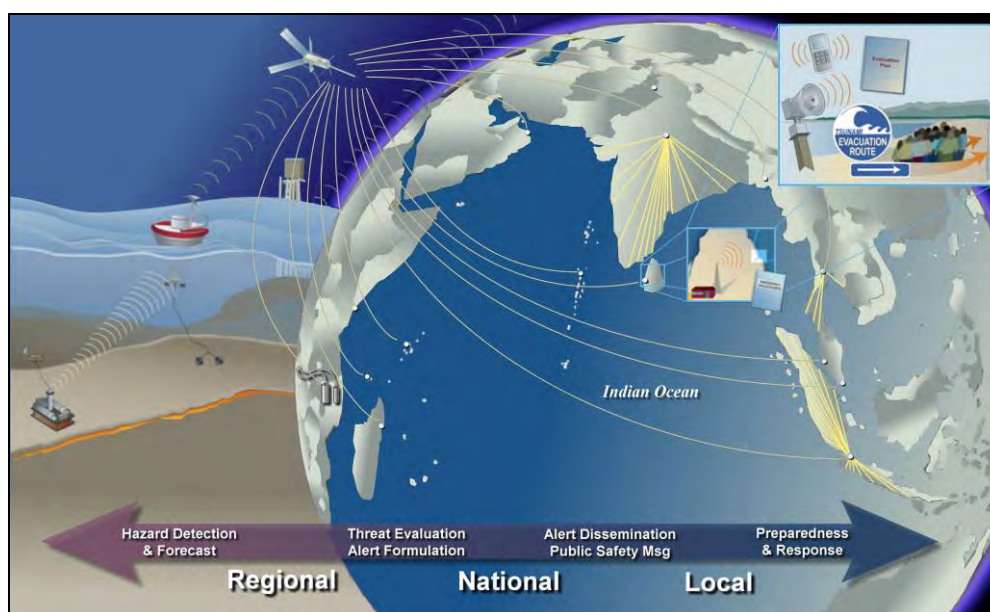 Evacuation
Plan
TSUNAMI
EVACUATION
ROUTE
Indian Ocean
Hazard Detection
& Forecast
Threat Evaluation
Alert Formulation
Alert Dissemination
Public Safety Msg
Preparedness
& Response
Regional
National
Local